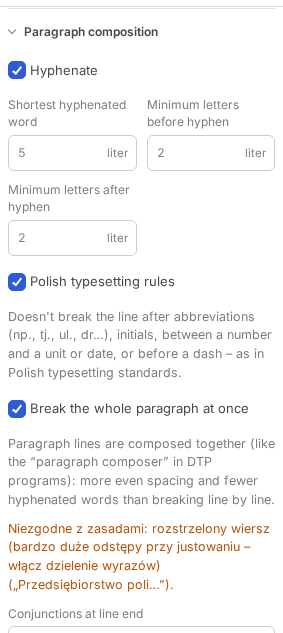 Paragraph composition
Hyphenate
Shortest hyphenated
word
Minimum letters
before hyphen
5 liter
2 liter
Minimum letters after
hyphen
2 liter
Polish typesetting rules
Doesn't break the line after abbreviations
(np., tj., ul., dr…), initials, between a number
and a unit or date, or before a dash – as in
Polish typesetting standards.
Break the whole paragraph at once
Paragraph lines are composed together (like
the “paragraph composer” in DTP
programs): more even spacing and fewer
hyphenated words than breaking line by line.
Niezgodne z zasadami: rozstrzelony wiersz
(bardzo duże odstępy przy justowaniu –
włącz dzielenie wyrazów)
(„Przedsiębiorstwo poli…”).
Conjunctions at line end